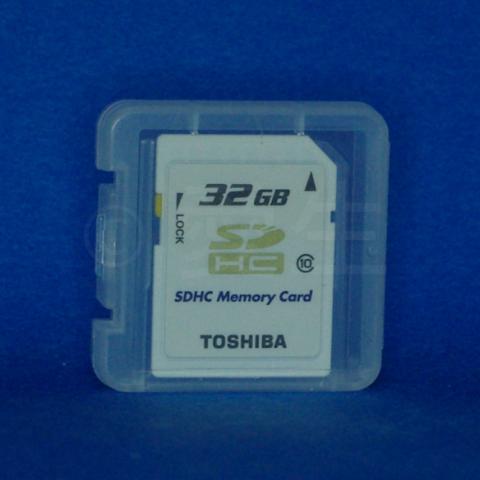 32GB
LOCK
SD
HC
10
SDHC Memory Card
TOSHIBA